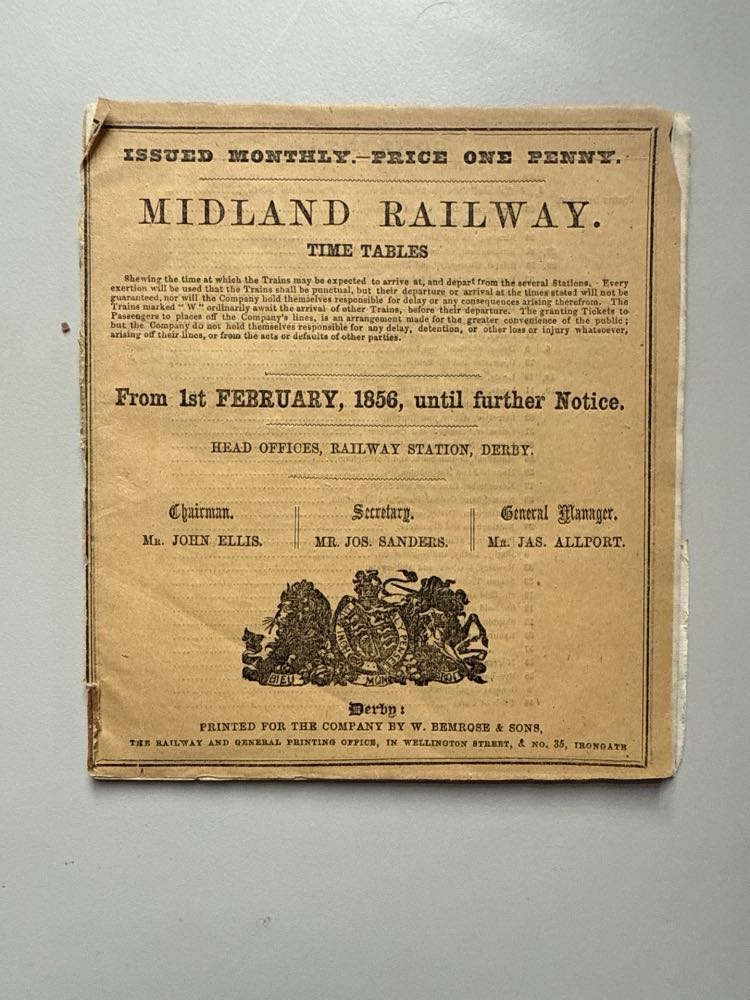 ISSUED MONTHLY.—PRICE ONE PENNY.
MIDLAND RAILWAY.
TIME TABLES
Shewing the time at which the Trains may be expected to arrive at, and depart from the several Stations. Every
exertion will be used that the Trains shall be punctual, but their departure or arrival at the times stated will not be
guaranteed, nor will the Company hold themselves responsible for delay or any consequences arising therefrom. The
Trains marked "W." ordinarily await the arrival of other Trains, before their departure. The granting Tickets to
Passengers to places off the Company's lines, is an arrangement made for the greater convenience of the public;
but the Company do not hold themselves responsible for any delay, detention, or other loss or injury whatsoever,
arising off their lines, or from the acts or defaults of other parties.
From 1st FEBRUARY, 1856, until further Notice.
HEAD OFFICES, RAILWAY STATION, DERBY.
Chairman. Secretary. General Manager.
MR. JOHN ELLIS. MR. JOS. SANDERS. MR. JAS. ALLPORT.
DIEU MON
Derby:
PRINTED FOR THE COMPANY BY W. BEMROSE & SONS,
THE RAILWAY AND GENERAL PRINTING OFFICE, IN WELLINGTON STREET, & NO. 35, IRONGATE